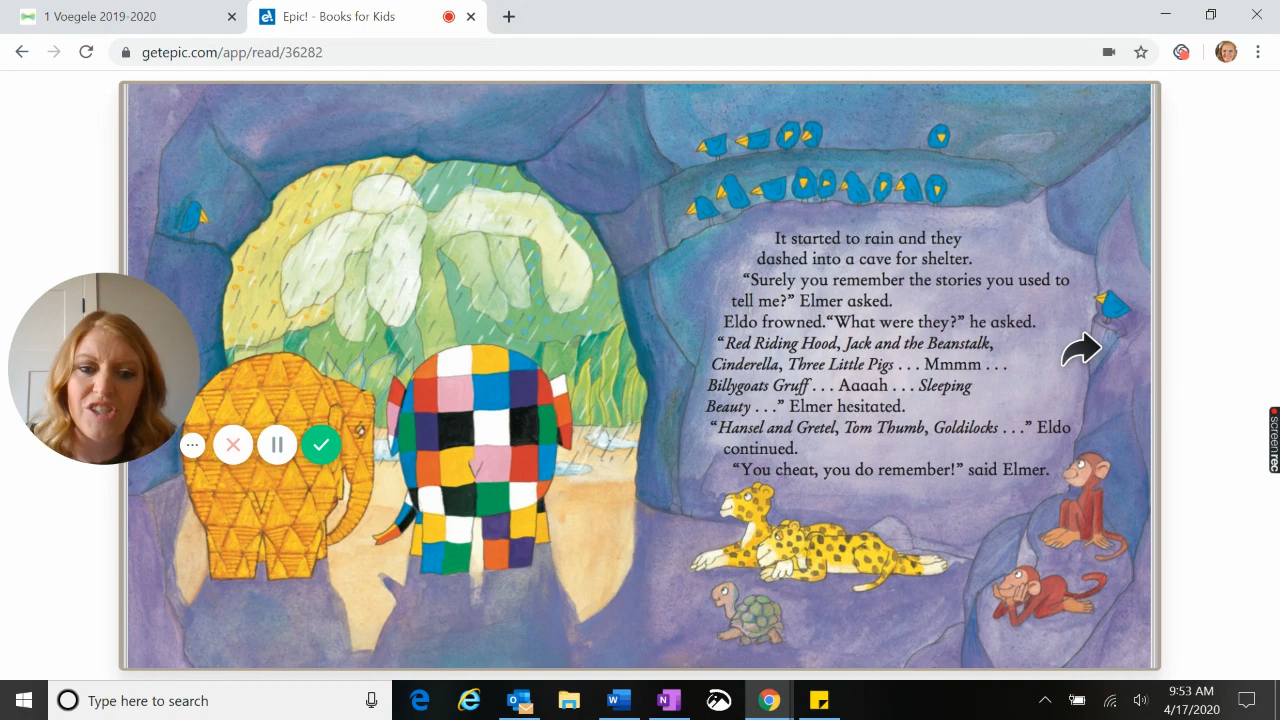 1 Voegele 2019-2020
Epic! - Books for Kids
getepic.com/app/read/36282
It started to rain and they
dashed into a cave for shelter.
“Surely you remember the stories you used to
tell me?” Elmer asked.
Eldo frowned.“What were they?” he asked.
“Red Riding Hood, Jack and the Beanstalk,
Cinderella, Three Little Pigs . . . Mmmm . . .
Billygoats Gruff . . . Aaaah . . . Sleeping
Beauty . . .” Elmer hesitated.
“Hansel and Gretel, Tom Thumb, Goldilocks . . .” Eldo
continued.
“You cheat, you do remember!” said Elmer.
screenrec
Type here to search
9:53 AM
4/17/2020